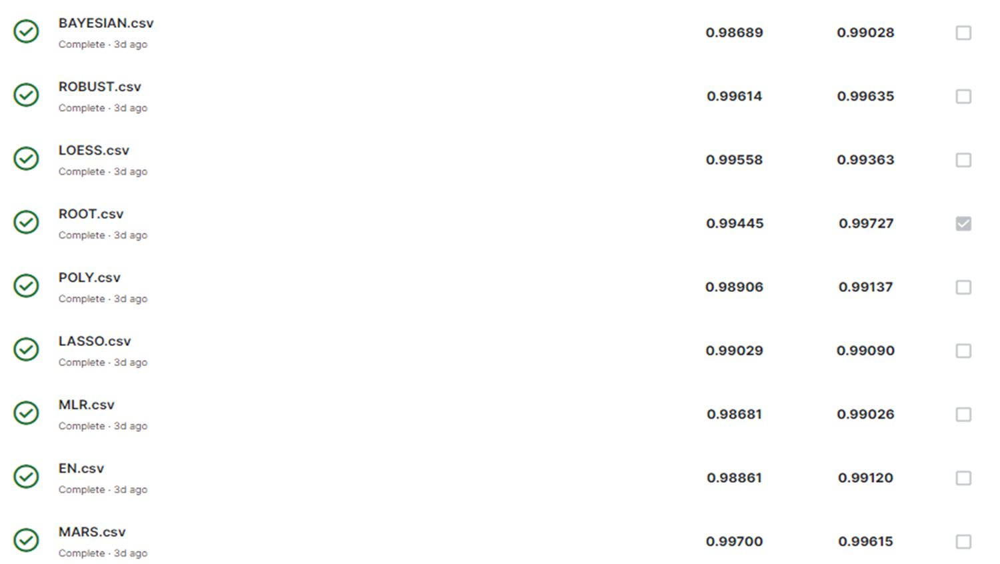 BAYESIAN.csv 0.98689 0.99028
Complete · 3d ago
ROBUST.csv 0.99614 0.99635
Complete · 3d ago
LOESS.csv 0.99558 0.99363
Complete · 3d ago
ROOT.csv 0.99445 0.99727
Complete · 3d ago
POLY.csv 0.98906 0.99137
Complete · 3d ago
LASSO.csv 0.99029 0.99090
Complete · 3d ago
MLR.csv 0.98681 0.99026
Complete · 3d ago
EN.csv 0.98861 0.99120
Complete · 3d ago
MARS.csv 0.99700 0.99615
Complete · 3d ago